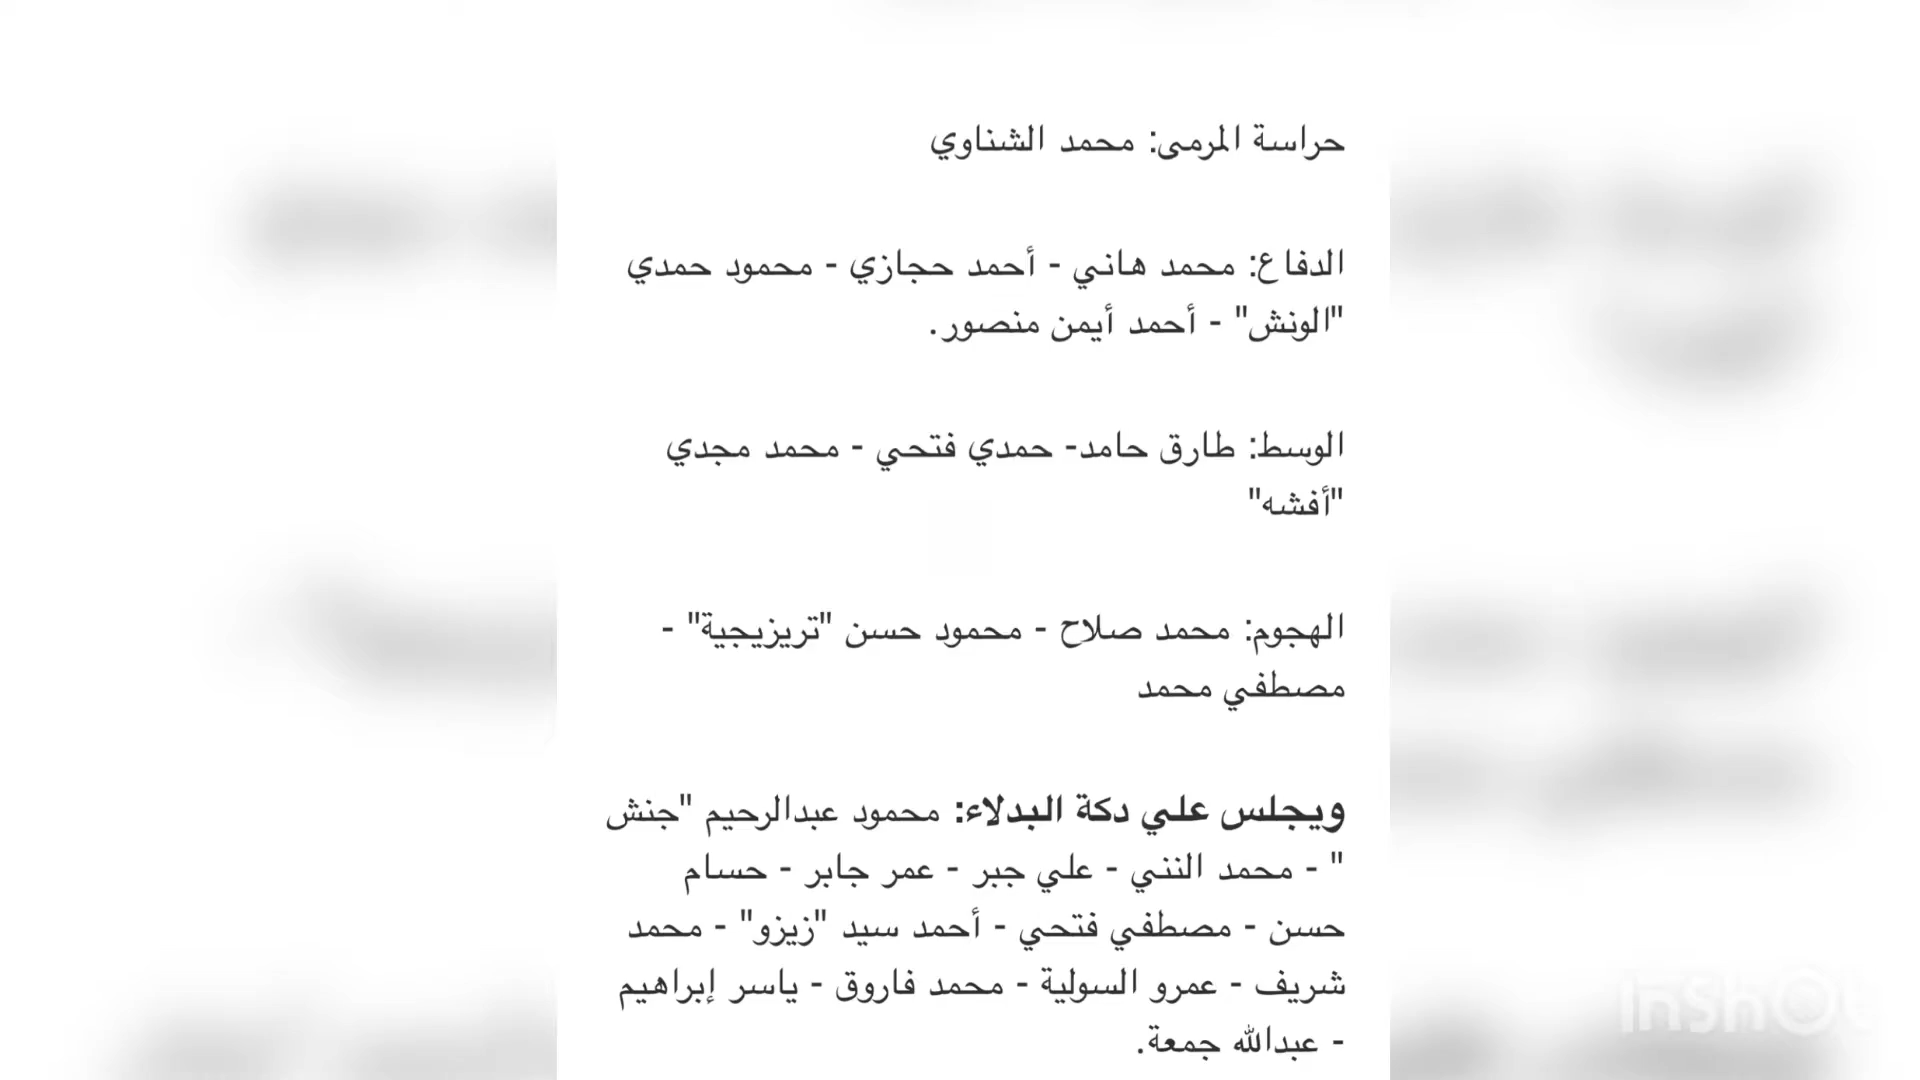 حراسة المرمى: محمد الشناوي
الدفاع: محمد هاني - أحمد حجازي - محمود حمدي
"الونش" - أحمد أيمن منصور.
الوسط: طارق حامد- حمدي فتحي - محمد مجدي
"أفشه"
الهجوم: محمد صلاح - محمود حسن "تريزيجية" -
مصطفي محمد
ويجلس علي دكة البدلاء: محمود عبدالرحيم "جنش
" - محمد النني - علي جبر - عمر جابر - حسام
حسن - مصطفي فتحي - أحمد سيد "زيزو" - محمد
شريف - عمرو السولية - محمد فاروق - ياسر إبراهيم
- عبدالله جمعة.
InShOt